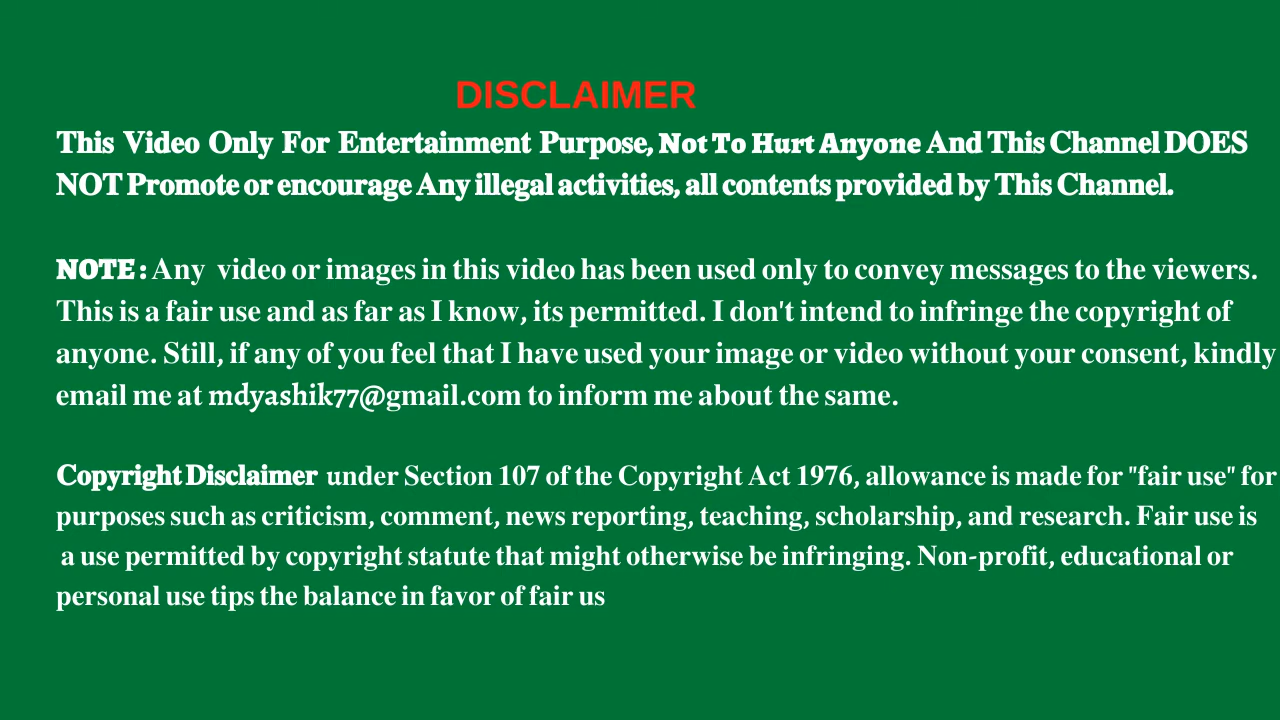 DISCLAIMER
This Video Only For Entertainment Purpose, Not To Hurt Anyone And This Channel DOES
NOT Promote or encourage Any illegal activities, all contents provided by This Channel.
NOTE : Any video or images in this video has been used only to convey messages to the viewers.
This is a fair use and as far as I know, its permitted. I don't intend to infringe the copyright of
anyone. Still, if any of you feel that I have used your image or video without your consent, kindly
email me at mdyashik77@gmail.com to inform me about the same.
Copyright Disclaimer under Section 107 of the Copyright Act 1976, allowance is made for "fair use" for
purposes such as criticism, comment, news reporting, teaching, scholarship, and research. Fair use is
a use permitted by copyright statute that might otherwise be infringing. Non-profit, educational or
personal use tips the balance in favor of fair us